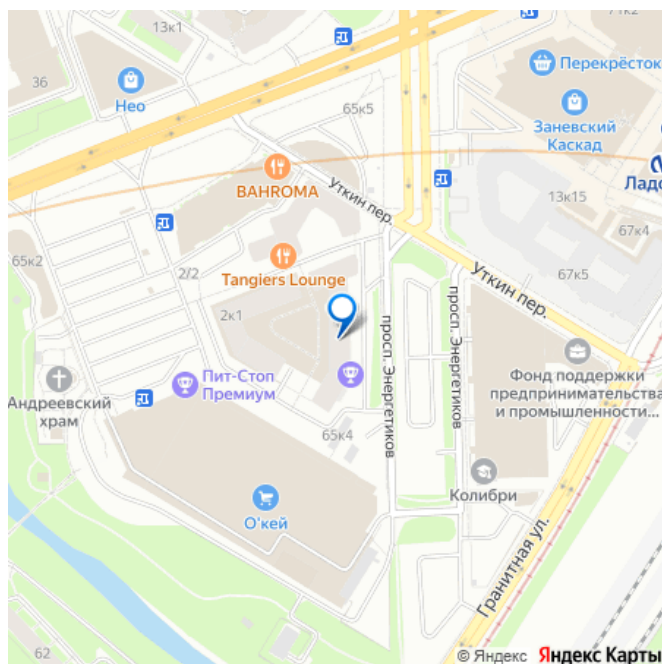 13к1
71к2
36
Нео
Перекрёсток
65к5
Заневский
Каскад
BAHROMA
Уткин пер.
Ладо
13к15
67к4
65к2
2/2
Tangiers Lounge
Уткин пер.
67к5
2к1
просп. Энергетиков
просп. Энергетиков
Андреевский
храм
Пит-Стоп
Премиум
Фонд поддержки
предпринимательства
и промышленности...
65к4
Колибри
О'кей
Гранитная ул.
62
© Яндекс Яндекс Карты